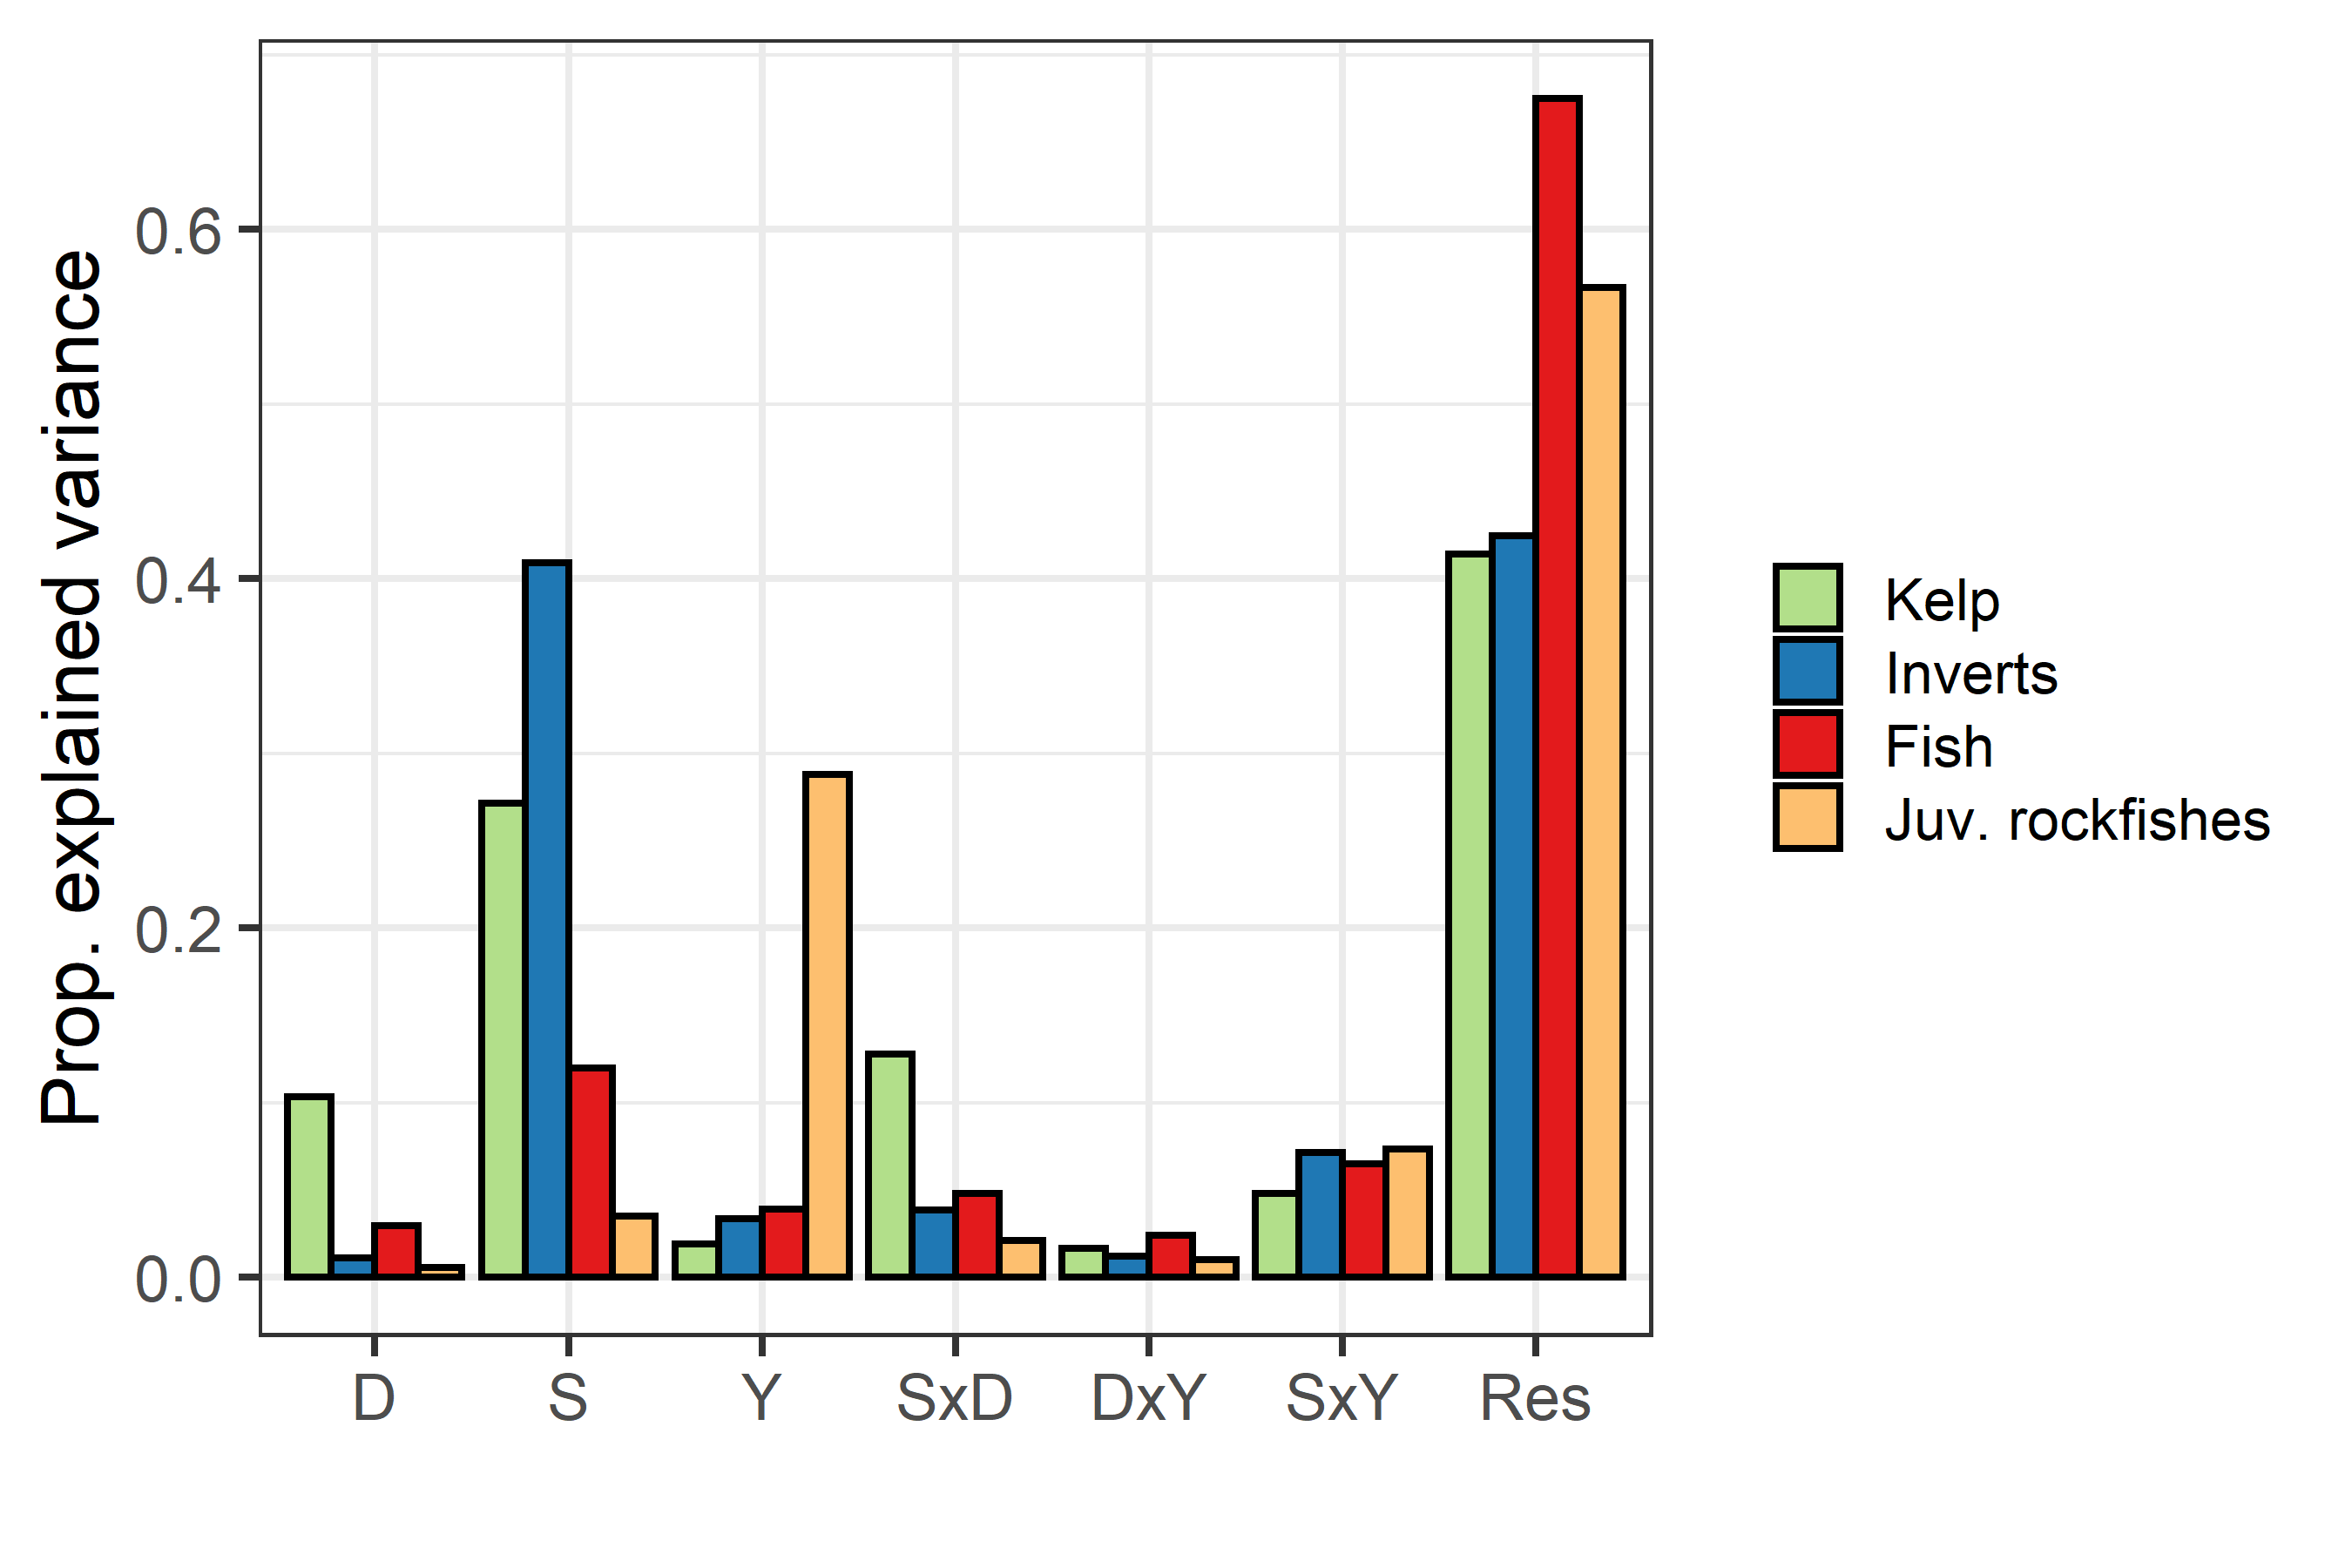 Prop. explained variance
0.6
0.4
0.2
0.0
D S Y SxD DxY SxY Res
Kelp
Inverts
Fish
Juv. rockfishes